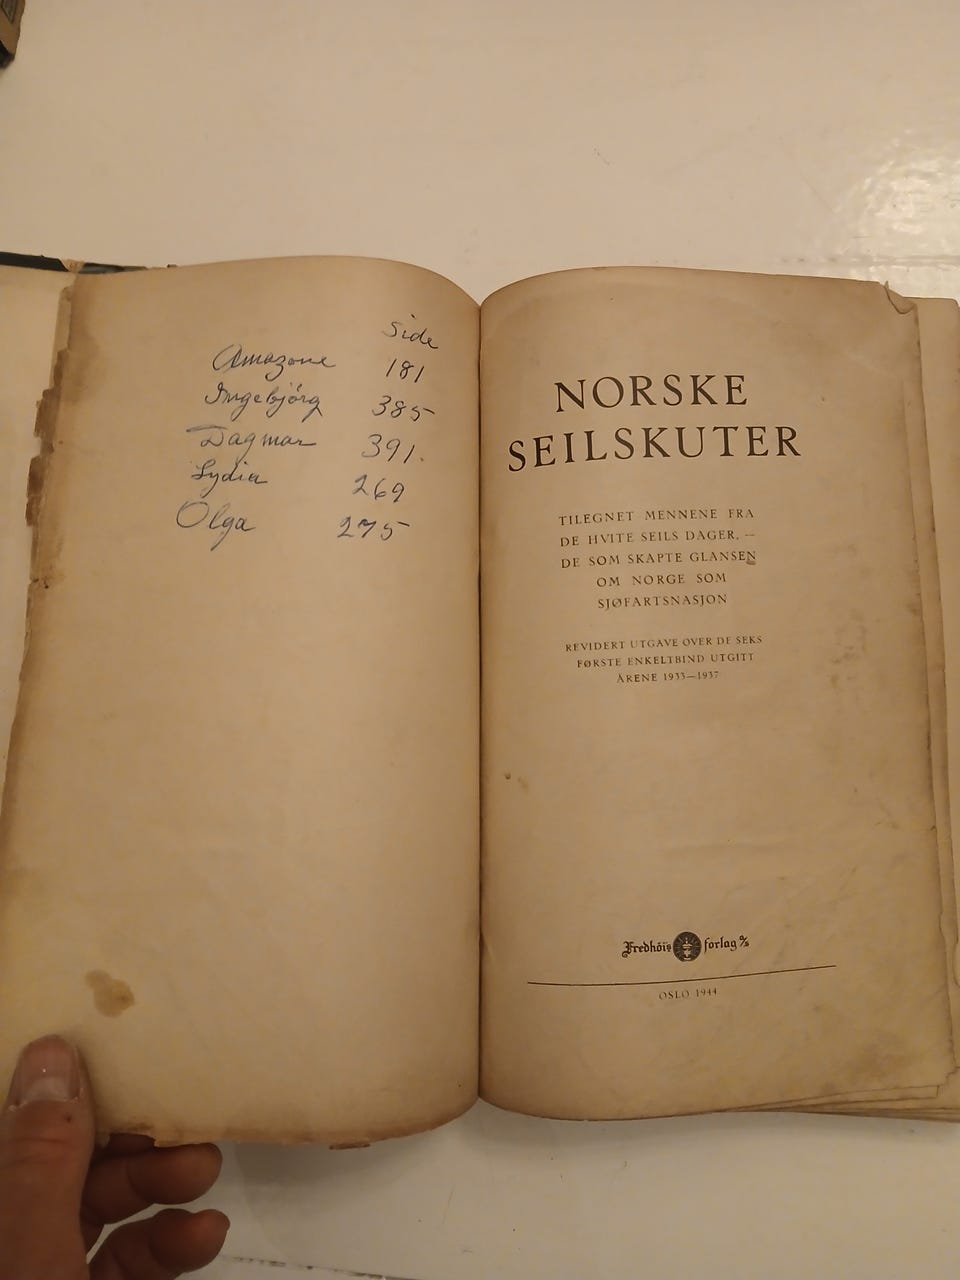 Side
Amazone 181
Ingebjörg 385
Dagmar 391.
Lydia 269
Olga 275
NORSKE
SEILSKUTER
TILEGNET MENNENE FRA
DE HVITE SEILS DAGER, —
DE SOM SKAPTE GLANSEN
OM NORGE SOM
SJØFARTSNASJON
REVIDERT UTGAVE OVER DE SEKS
FØRSTE ENKELTBIND UTGITT
ÅRENE 1933—1937
Fredhøis forlag A/S
OSLO 1944